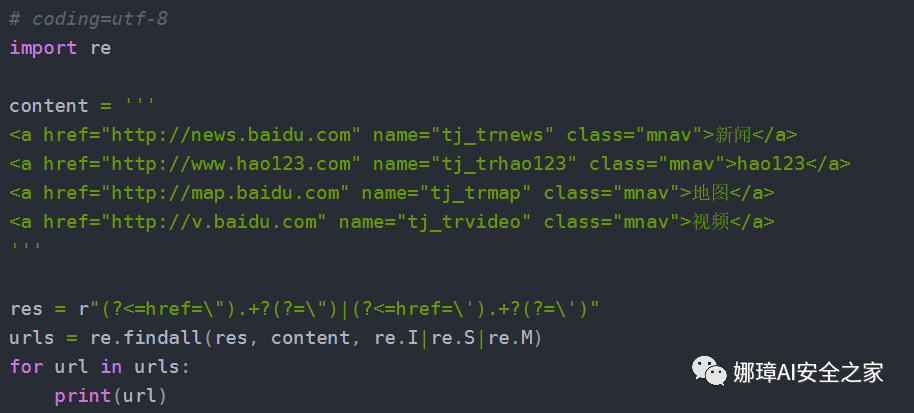 # coding=utf-8
import re

content = '''
<a href="http://news.baidu.com" name="tj_trnews" class="mnav">新闻</a>
<a href="http://www.hao123.com" name="tj_trhao123" class="mnav">hao123</a>
<a href="http://map.baidu.com" name="tj_trmap" class="mnav">地图</a>
<a href="http://v.baidu.com" name="tj_trvideo" class="mnav">视频</a>
'''

res = r"(?<=href=\").+?(?=\")|(?<=href=\').+?(?=\')"
urls = re.findall(res, content, re.I|re.S|re.M)
for url in urls:
    print(url)
娜璋AI安全之家